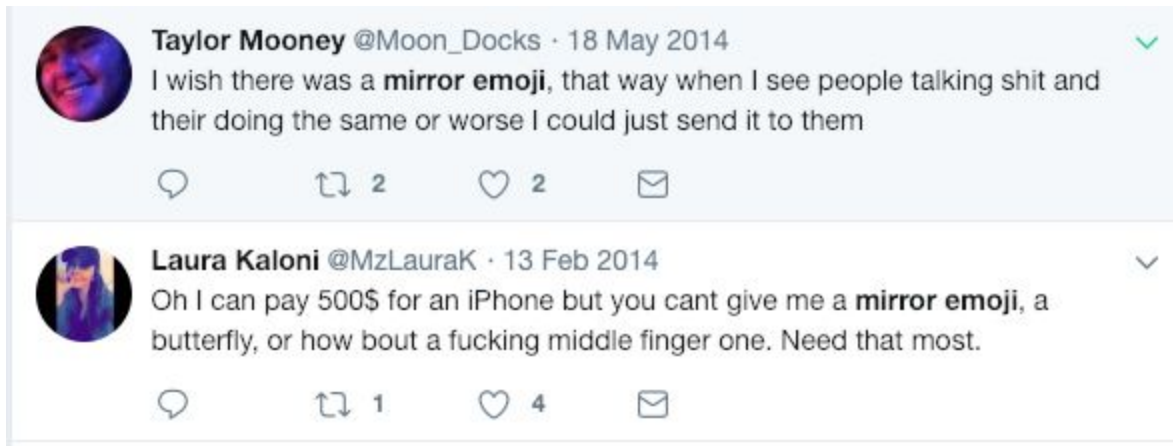 Taylor Mooney @Moon_Docks · 18 May 2014
I wish there was a mirror emoji, that way when I see people talking shit and
their doing the same or worse I could just send it to them
2 2
Laura Kaloni @MzLauraK · 13 Feb 2014
Oh I can pay 500$ for an iPhone but you cant give me a mirror emoji, a
butterfly, or how bout a fucking middle finger one. Need that most.
1 4